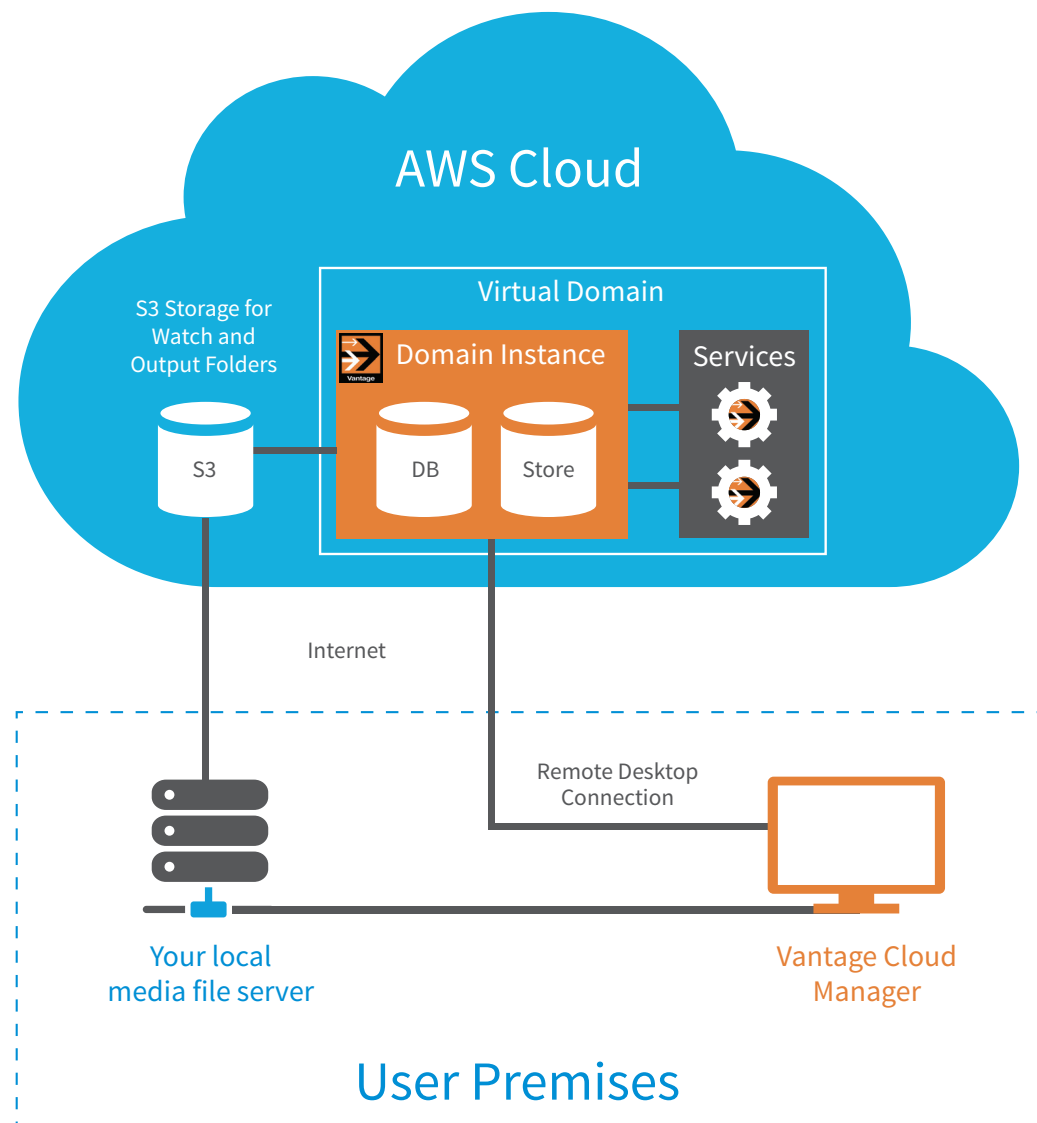 AWS Cloud
Virtual Domain
S3 Storage for
Watch and
Output Folders
Vantage
Domain Instance
Services
S3
DB
Store
Internet
Remote Desktop
Connection
Your local
media file server
Vantage Cloud
Manager
User Premises